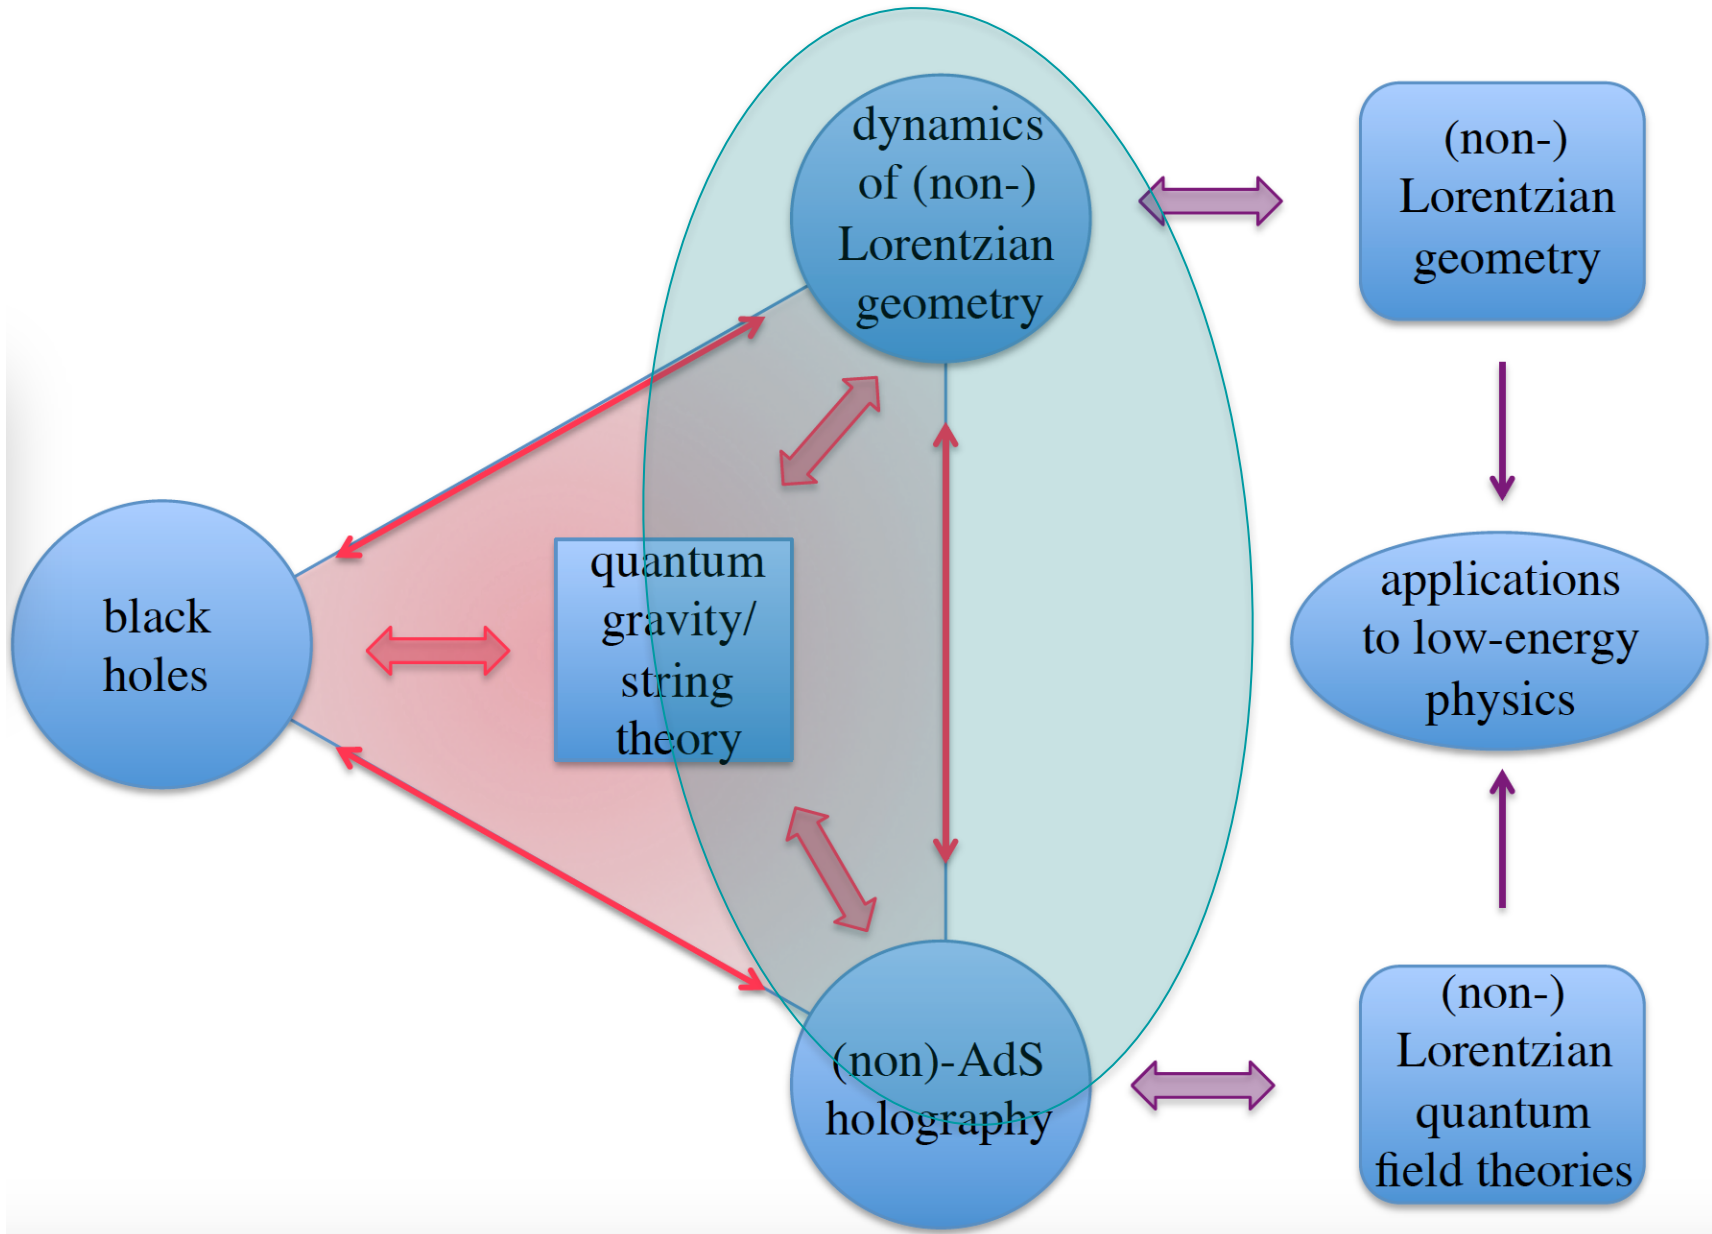 dynamics
of (non-)
Lorentzian
geometry
(non-)
Lorentzian
geometry
black
holes
quantum
gravity/
string
theory
applications
to low-energy
physics
(non)-AdS
holography
(non-)
Lorentzian
quantum
field theories